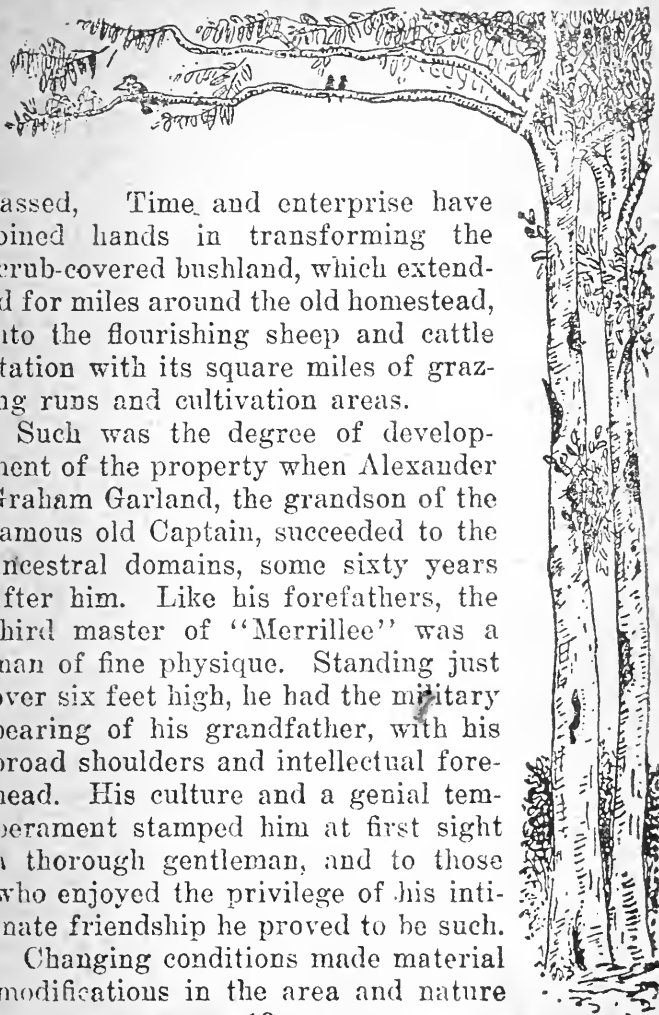 assed, Time and enterprise have
oined hands in transforming the
crub-covered bushland, which extend-
d for miles around the old homestead,
nto the flourishing sheep and cattle
tation with its square miles of graz-
ng runs and cultivation areas.
Such was the degree of develop-
nent of the property when Alexander
Graham Garland, the grandson of the
amous old Captain, succeeded to the
ncestral domains, some sixty years
fter him. Like his forefathers, the
hird master of “Merrillee” was a
nan of fine physique. Standing just
over six feet high, he had the military
bearing of his grandfather, with his
broad shoulders and intellectual fore-
head. His culture and a genial tem-
perament stamped him at first sight
a thorough gentleman, and to those
who enjoyed the privilege of his inti-
nate friendship he proved to be such.
Changing conditions made material
modifications in the area and nature